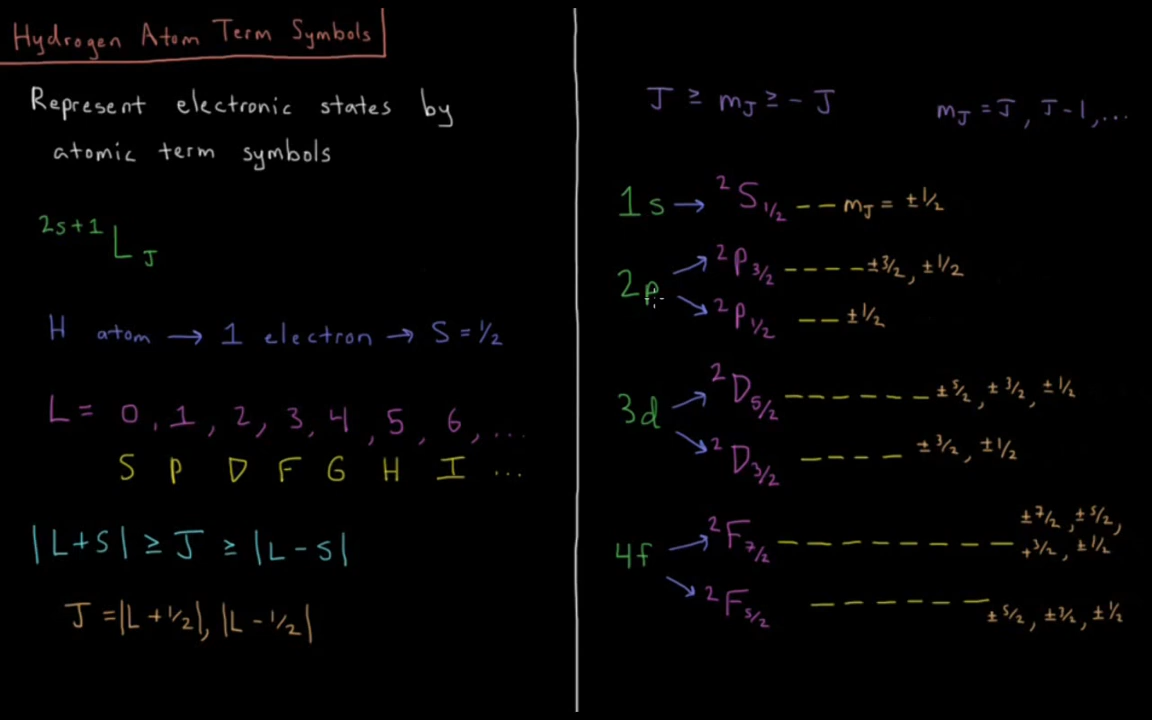 Hydrogen Atom Term Symbols
Represent electronic states by
atomic term symbols
2s+1 L J
H atom → 1 electron → S = 1/2
L = 0, 1, 2, 3, 4, 5, 6, ...
S P D F G H I ...
|L+S| ≥ J ≥ |L-S|
J = |L+1/2|, |L-1/2|
J ≥ mJ ≥ -J mJ = J, J-1, ...
1s → ²S1/2 -- mJ = ±1/2
2p
→ ²P3/2 ---- ±3/2, ±1/2
→ ²P1/2 -- ±1/2
3d
→ ²D5/2 ------ ±5/2, ±3/2, ±1/2
→ ²D3/2 ---- ±3/2, ±1/2
4f
→ ²F7/2 -------- ±7/2, ±5/2,
±3/2, ±1/2
→ ²F5/2 ------ ±5/2, ±3/2, ±1/2